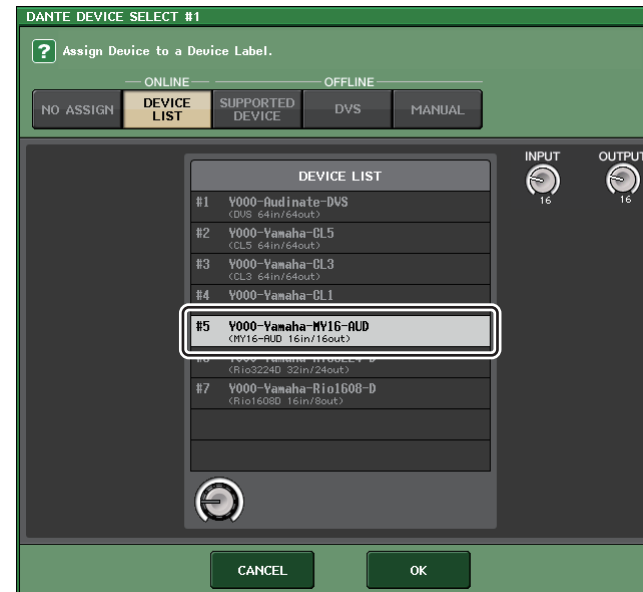 DANTE DEVICE SELECT #1
? Assign Device to a Device Label.
ONLINE OFFLINE
NO ASSIGN DEVICE LIST SUPPORTED DEVICE DVS MANUAL
INPUT OUTPUT
16 16
DEVICE LIST
#1 Y000-Audinate-DVS
(DVS 64in/64out)
#2 Y000-Yamaha-CL5
(CL5 64in/64out)
#3 Y000-Yamaha-CL3
(CL3 64in/64out)
#4 Y000-Yamaha-CL1
#5 Y000-Yamaha-MY16-AUD
(MY16-AUD 16in/16out)
(Rio3224D 32in/24out)
#7 Y000-Yamaha-Rio1608-D
(Rio1608D 16in/8out)
CANCEL OK